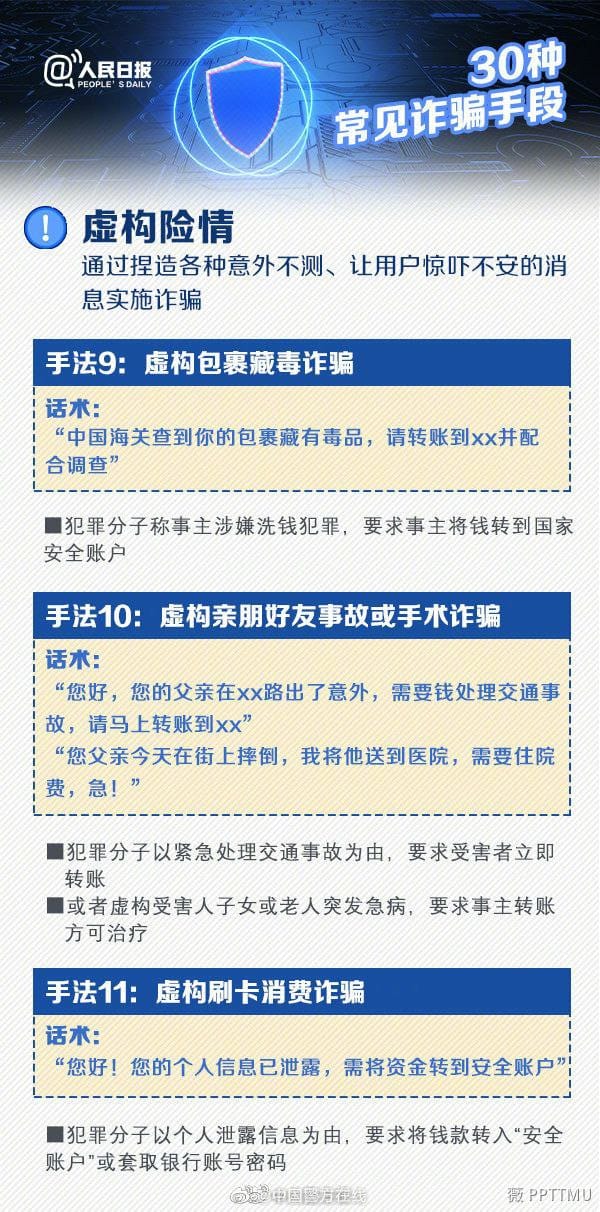 @人民日报
PEOPLE'S DAILY
30种
常见诈骗手段
!
虚构险情
通过捏造各种意外不测、让用户惊吓不安的消
息实施诈骗
手法9：虚构包裹藏毒诈骗
话术：
“中国海关查到你的包裹藏有毒品，请转账到xx并配
合调查”
■犯罪分子称事主涉嫌洗钱犯罪，要求事主将钱转到国家
安全账户
手法10：虚构亲朋好友事故或手术诈骗
话术：
“您好，您的父亲在xx路出了意外，需要钱处理交通事
故，请马上转账到xx”
“您父亲今天在街上摔倒，我将他送到医院，需要住院
费，急！”
■犯罪分子以紧急处理交通事故为由，要求受害者立即
转账
■或者虚构受害人子女或老人突发急病，要求事主转账
方可治疗
手法11：虚构刷卡消费诈骗
话术：
“您好！您的个人信息已泄露，需将资金转到安全账户”
■犯罪分子以个人泄露信息为由，要求将钱款转入“安全
账户”或套取银行账号密码
中国警方在线
薇 PPTTMU